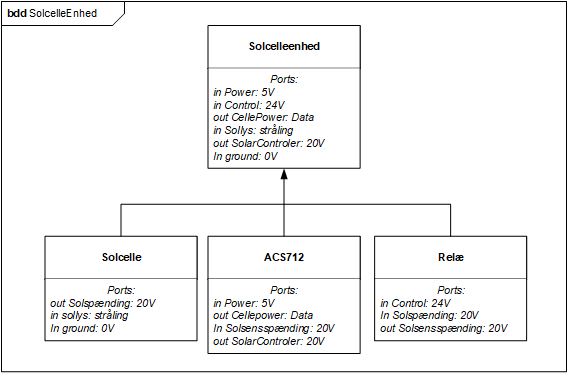 bdd SolcelleEnhed
Solcelleenhed
Ports:
in Power: 5V
in Control: 24V
out CellePower: Data
in Sollys: stråling
out SolarControler: 20V
In ground: 0V
Solcelle
Ports:
out Solspænding: 20V
in sollys: stråling
In ground: 0V
ACS712
Ports:
in Power: 5V
out Cellepower: Data
In Solsensspænding: 20V
out SolarControler: 20V
Relæ
Ports:
in Control: 24V
In Solspænding: 20V
out Solsensspænding: 20V